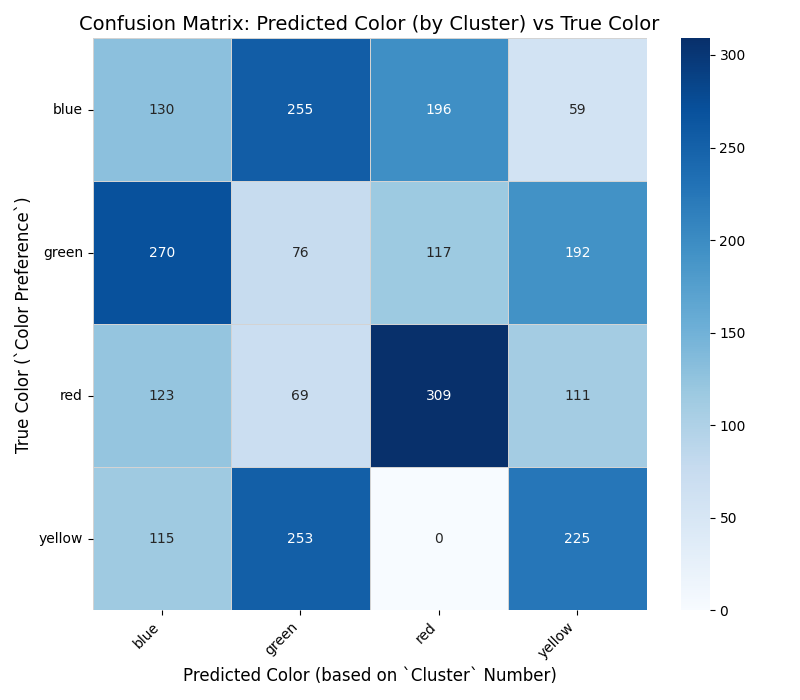 Confusion Matrix: Predicted Color (by Cluster) vs True Color
True Color (`Color Preference`)
blue
130
255
196
59
green
270
76
117
192
red
123
69
309
111
yellow
115
253
0
225
blue
green
red
yellow
Predicted Color (based on `Cluster` Number)
300
250
200
150
100
50
0